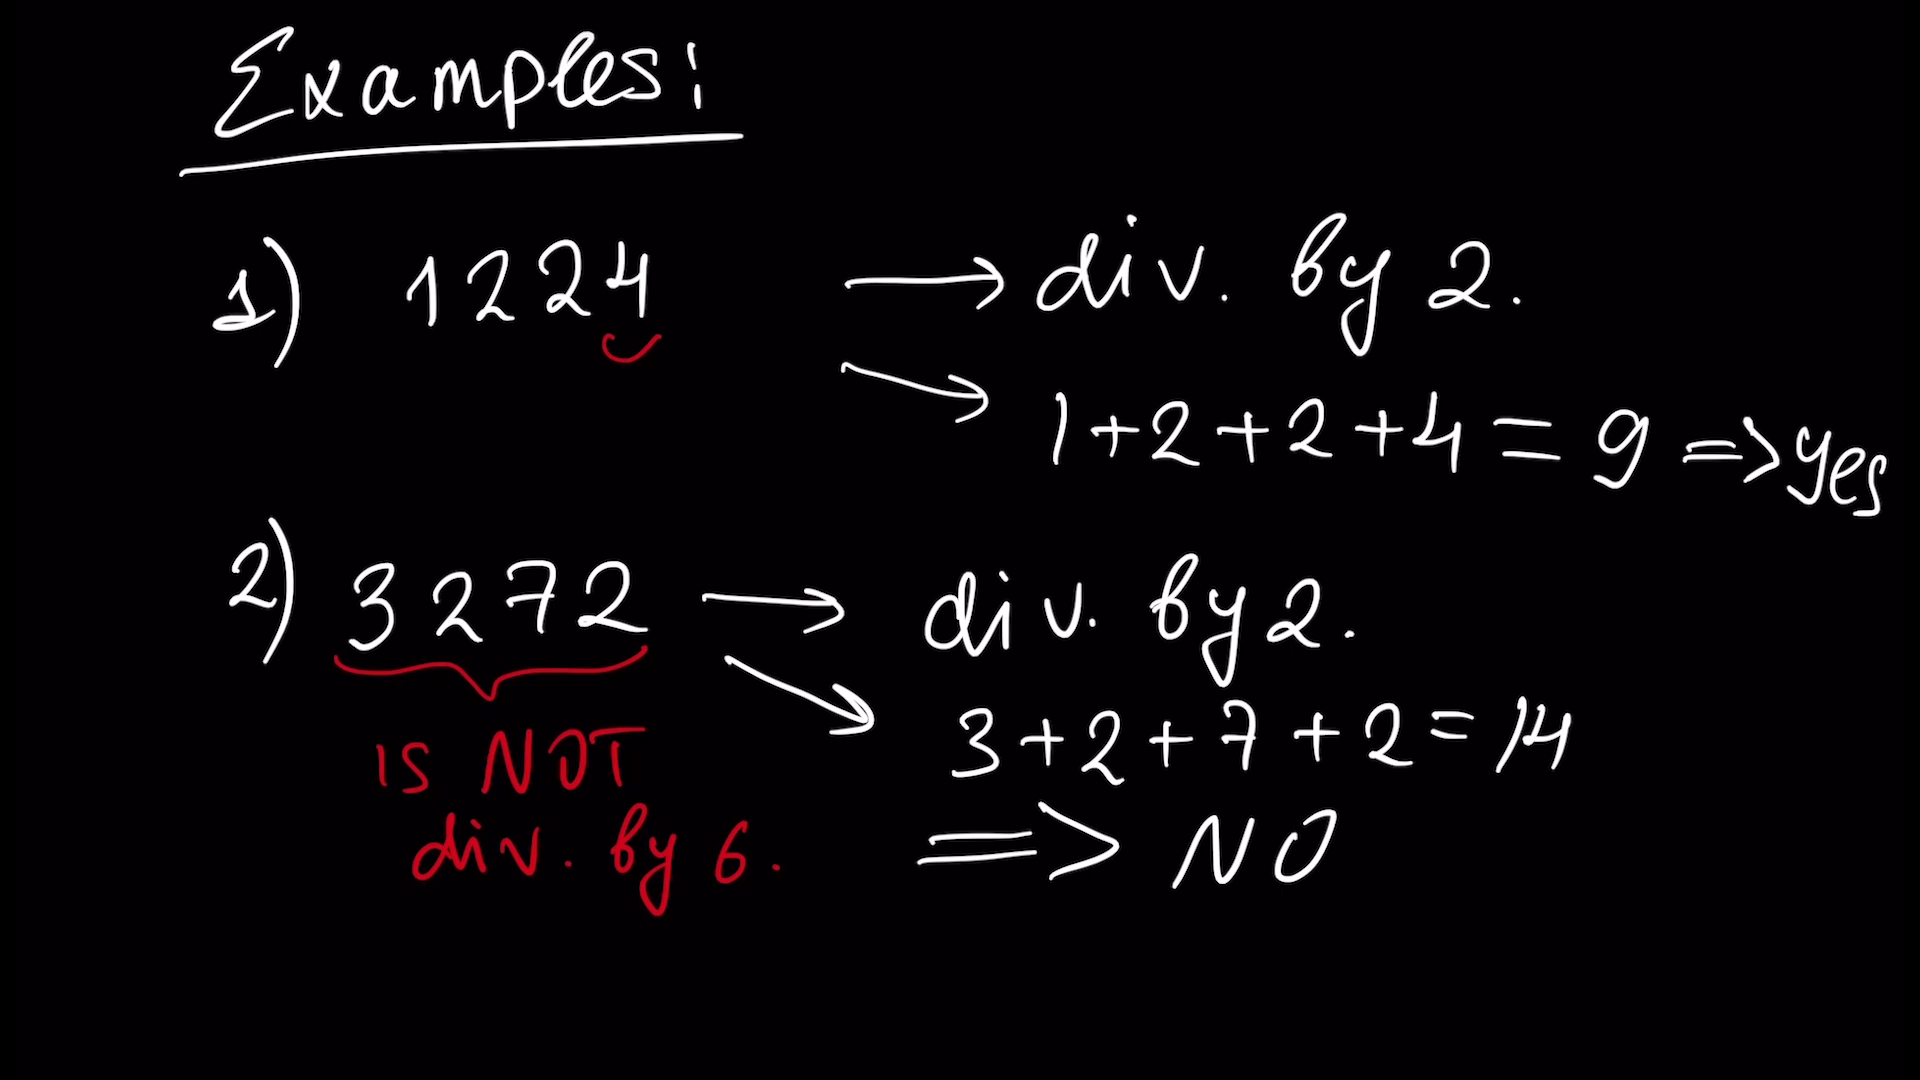 Examples:
1) 1224 → div. by 2.
→ 1+2+2+4=9 => yes
2) 3272 → div. by 2.
→ 3+2+7+2=14
is NOT
div. by 6. => NO